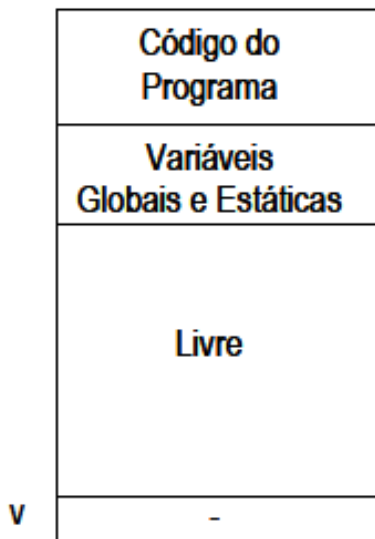 Código do
Programa
Variáveis
Globais e Estáticas
Livre
v -